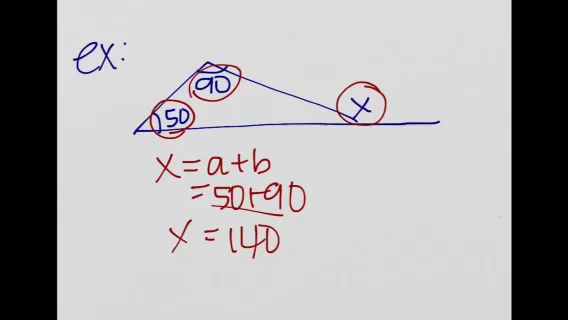 ex:
90
50
x
x = a + b
= 50 + 90
x = 140